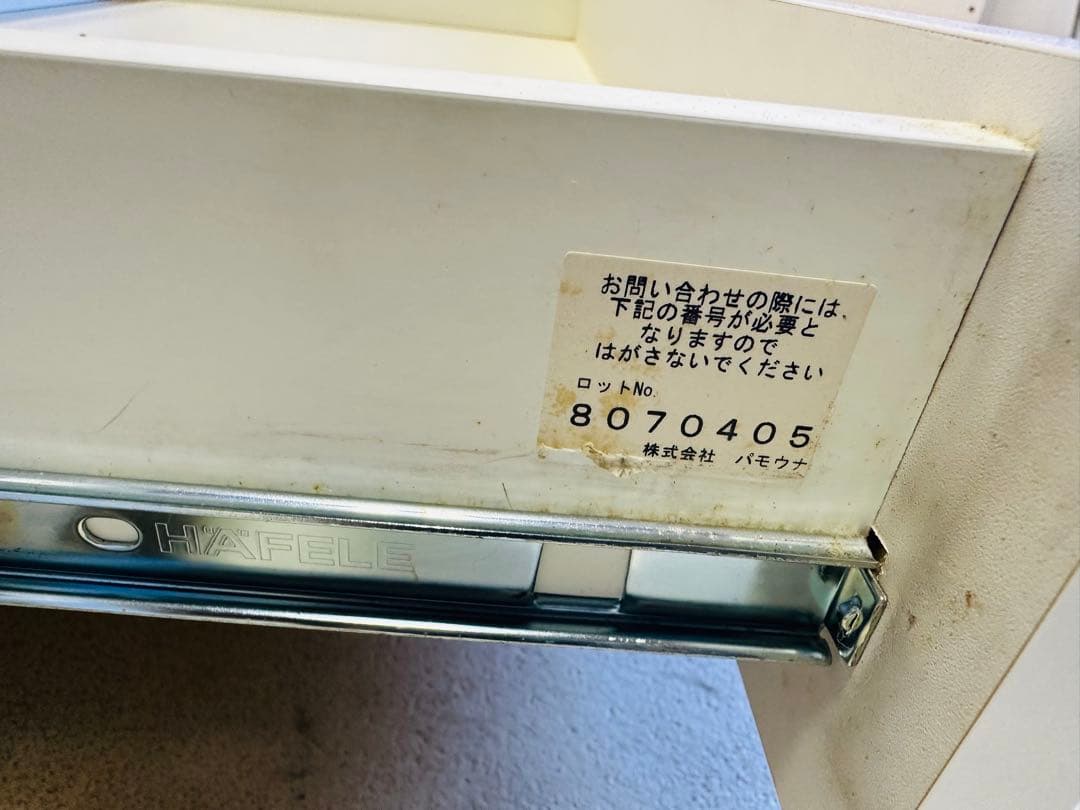 お問い合わせの際には、
下記の番号が必要と
なりますので
はがさないでください
ロットNo.
8070405
株式会社 パモウナ
HÄFELE